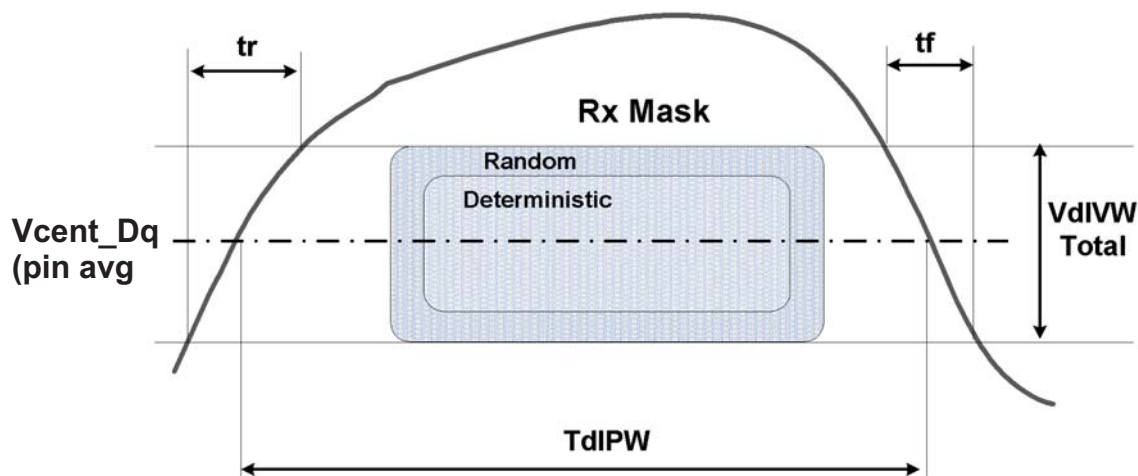 tr
tf
Rx Mask
Random
Deterministic
Vcent_Dq
(pin avg
VdIVW
Total
TdIPW